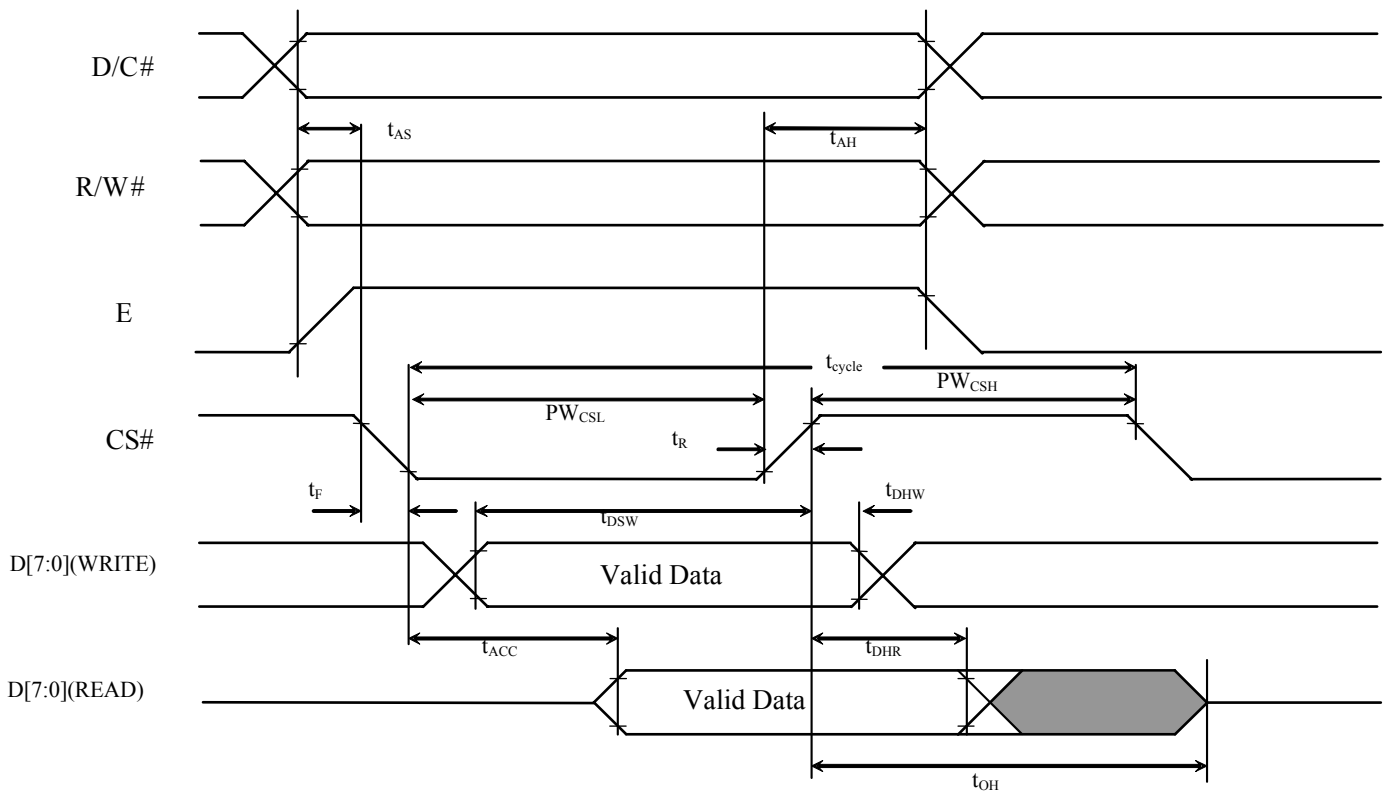 D/C#
tAS
tAH
R/W#
E
tcycle
PWCSH
PWCSL
CS#
tR
tF
tDHW
tDSW
D[7:0](WRITE)
Valid Data
tACC
tDHR
D[7:0](READ)
Valid Data
tOH